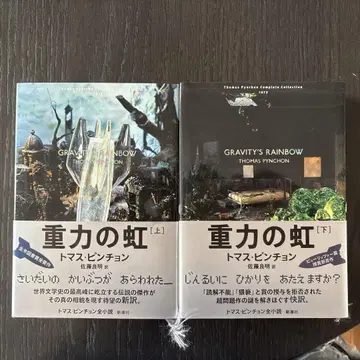 Thomas Pynchon Complete Collection
GRAVITY'S RAINBOW
THOMAS PYNCHON
重力の虹[上]
トマス・ピンチョン
佐藤良明 訳
さいだいの かいぶつが あらわれた__
世界文学史の最高峰に屹立する伝説の傑作が
その真の相貌を現す待望の新訳。
トマス・ピンチョン全小説 新潮社
Thomas Pynchon Complete Collection
1973
GRAVITY'S RAINBOW
THOMAS PYNCHON
重力の虹[下]
トマス・ピンチョン
佐藤良明 訳
じんるいに ひかりを あたえますか?
「読解不能」「猥褻」と賞の授与を拒否された
超問題作の謎を解きほぐす快訳。
トマス・ピンチョン全小説 新潮社